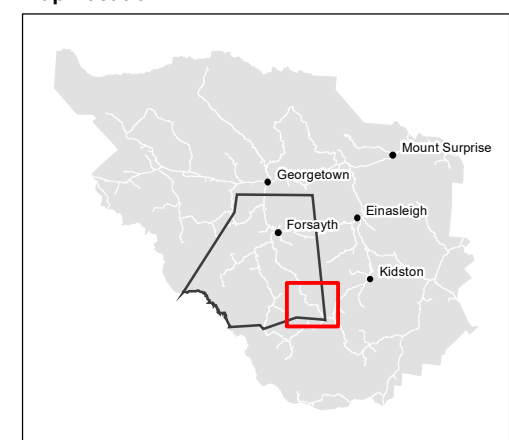 Mount Surprise
Georgetown
Einasleigh
Forsayth
Kidston